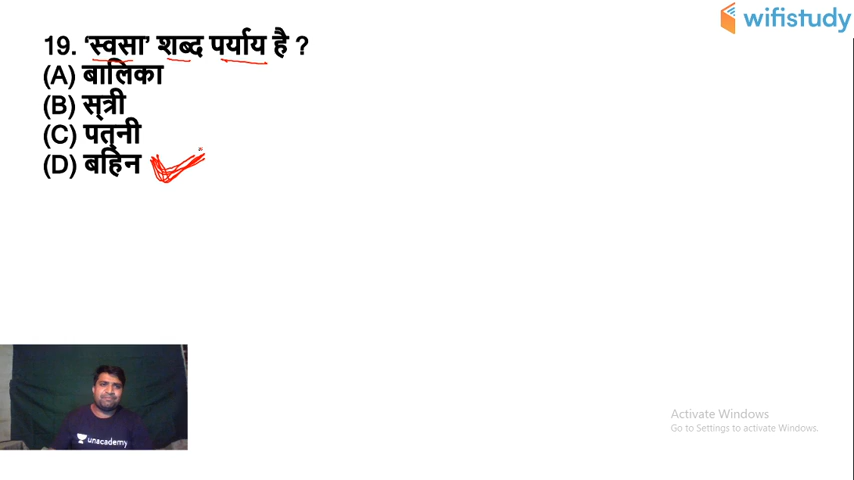 wifistudy
19. ‘स्वसा’ शब्द पर्याय है ?
(A) बालिका
(B) स्त्री
(C) पत्नी
(D) बहिन
unacademy
Activate Windows
Go to Settings to activate Windows.